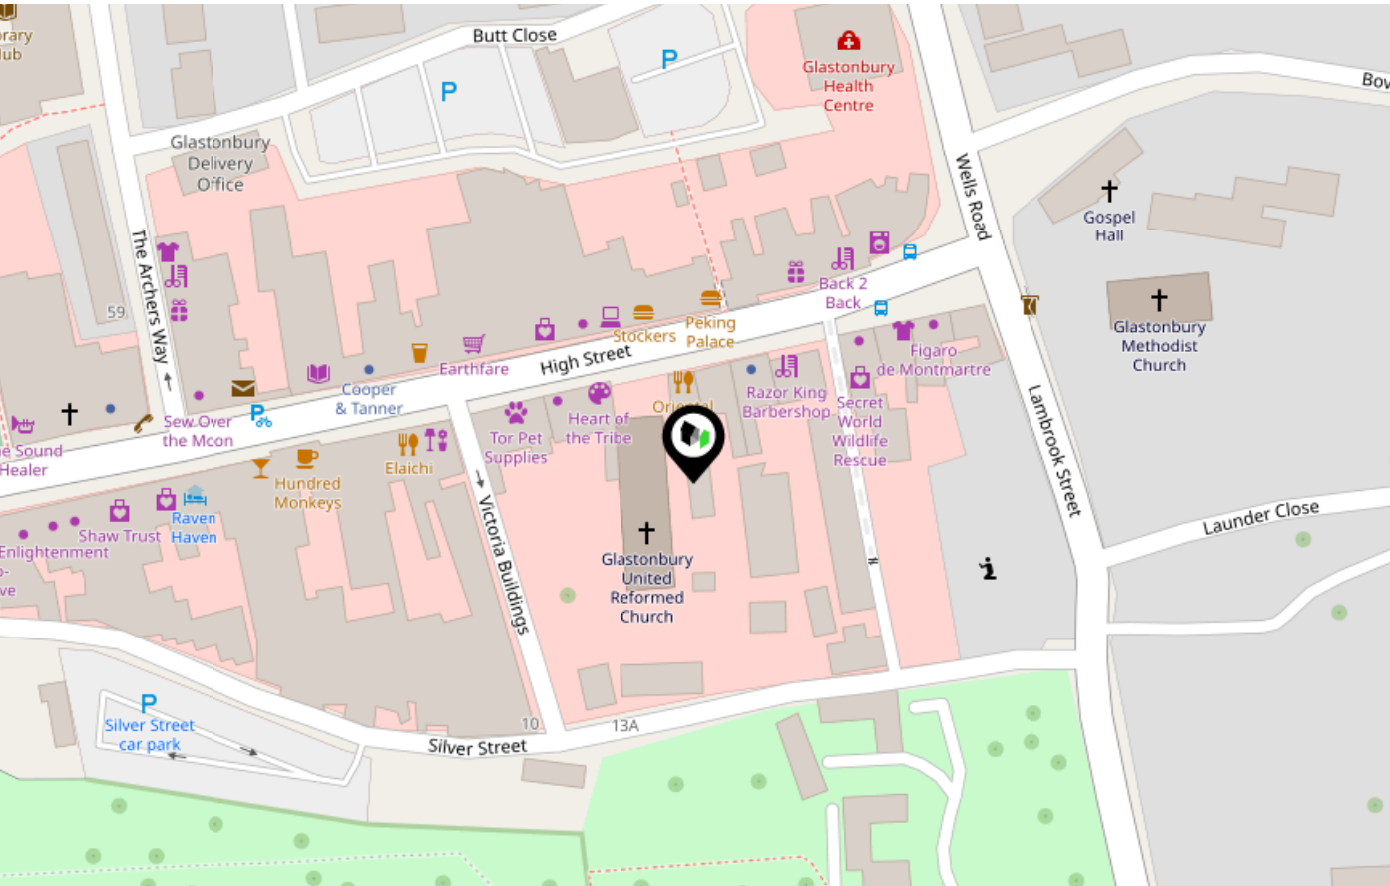 Butt Close
P
P
Glastonbury
Health
Centre
Glastonbury
Delivery
Office
Wells Road
Gospel
Hall
The Archers Way
59
Back 2
Back
Stockers
Peking
Palace
High Street
Earthfare
Cooper
& Tanner
Figaro
de Montmartre
Glastonbury
Methodist
Church
P
Sew Over
the Moon
Heart of
the Tribe
Tor Pet
Supplies
Razor King
Barbershop
Secret
World
Wildlife
Rescue
Lambrook Street
Sound
Healer
Elaichi
Hundred
Monkeys
Raven
Haven
Shaw Trust
Enlightenment
Victoria Buildings
Launder Close
Glastonbury
United
Reformed
Church
P
Silver Street
car park
10
13A
Silver Street